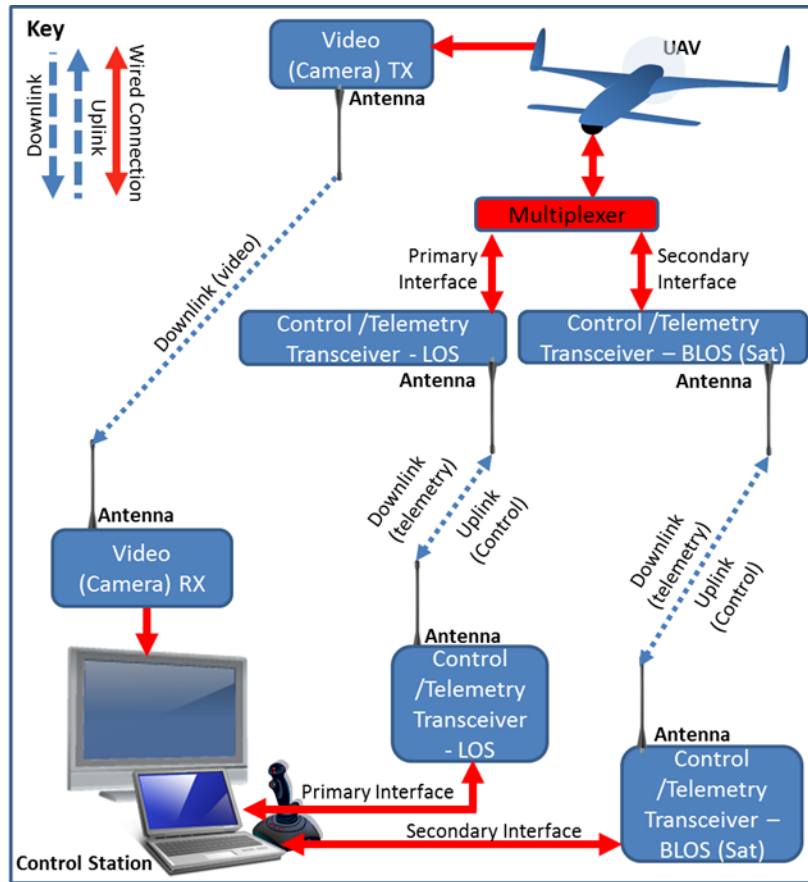 Key
Downlink
Uplink
Wired Connection
Video
(Camera) TX
Antenna
UAV
Multiplexer
Primary
Interface
Secondary
Interface
Downlink (video)
Control /Telemetry
Transceiver - LOS
Antenna
Control /Telemetry
Transceiver – BLOS (Sat)
Antenna
Downlink
(telemetry)
Uplink
(Control)
Downlink
(telemetry)
Uplink
(Control)
Antenna
Video
(Camera) RX
Antenna
Control
/Telemetry
Transceiver
- LOS
Antenna
Control
/Telemetry
Transceiver –
BLOS (Sat)
Primary Interface
Secondary Interface
Control Station